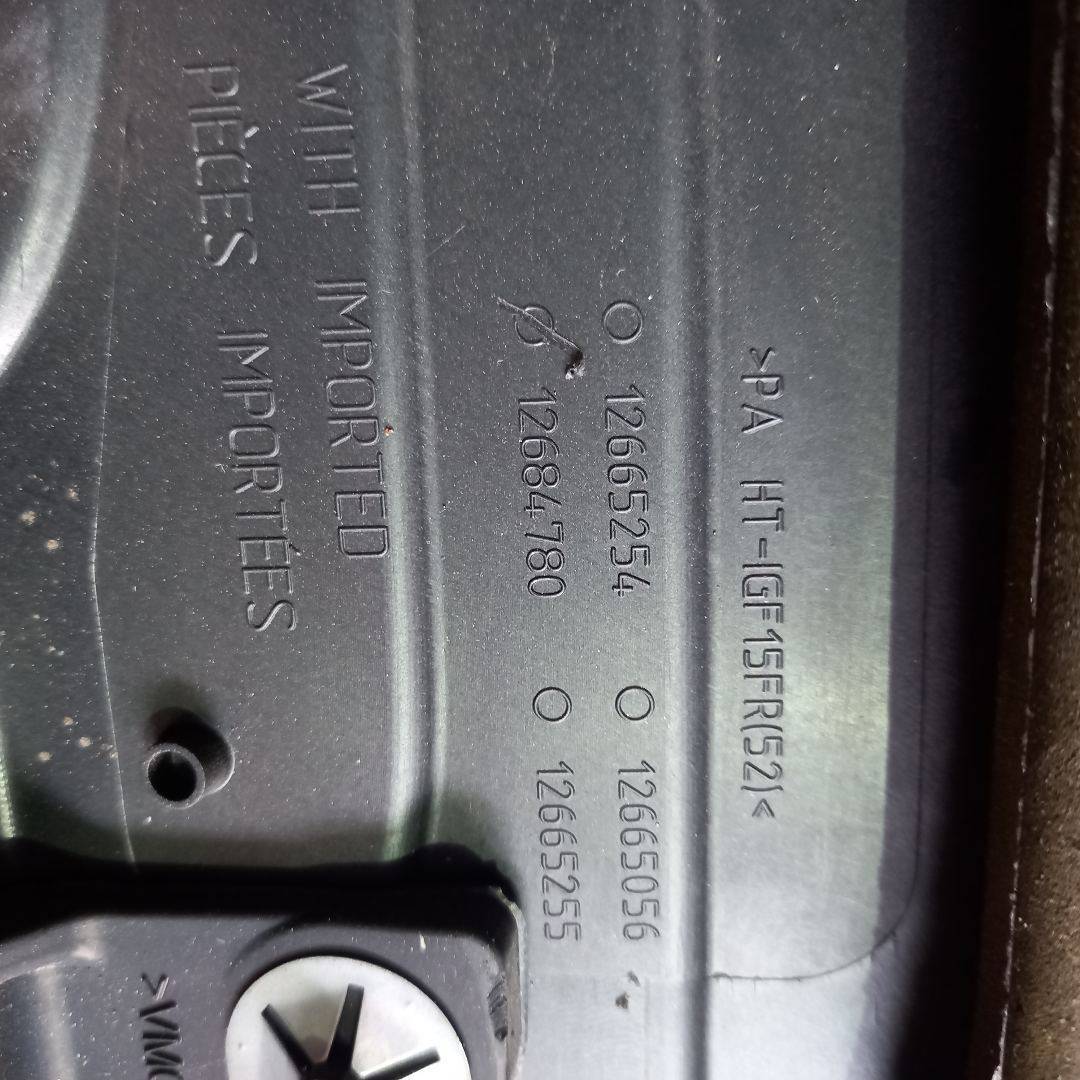 >PA HT-IGF15FR(52)<
12665254 12665056
12684780 12665255
WITH IMPORTED
PIÈCES IMPORTÉES